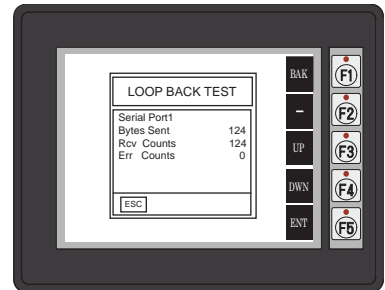 LOOP BACK TEST
Serial Port1
Bytes Sent 124
Rcv Counts 124
Err Counts 0
ESC
BAK
–
UP
DWN
ENT
F1
F2
F3
F4
F5